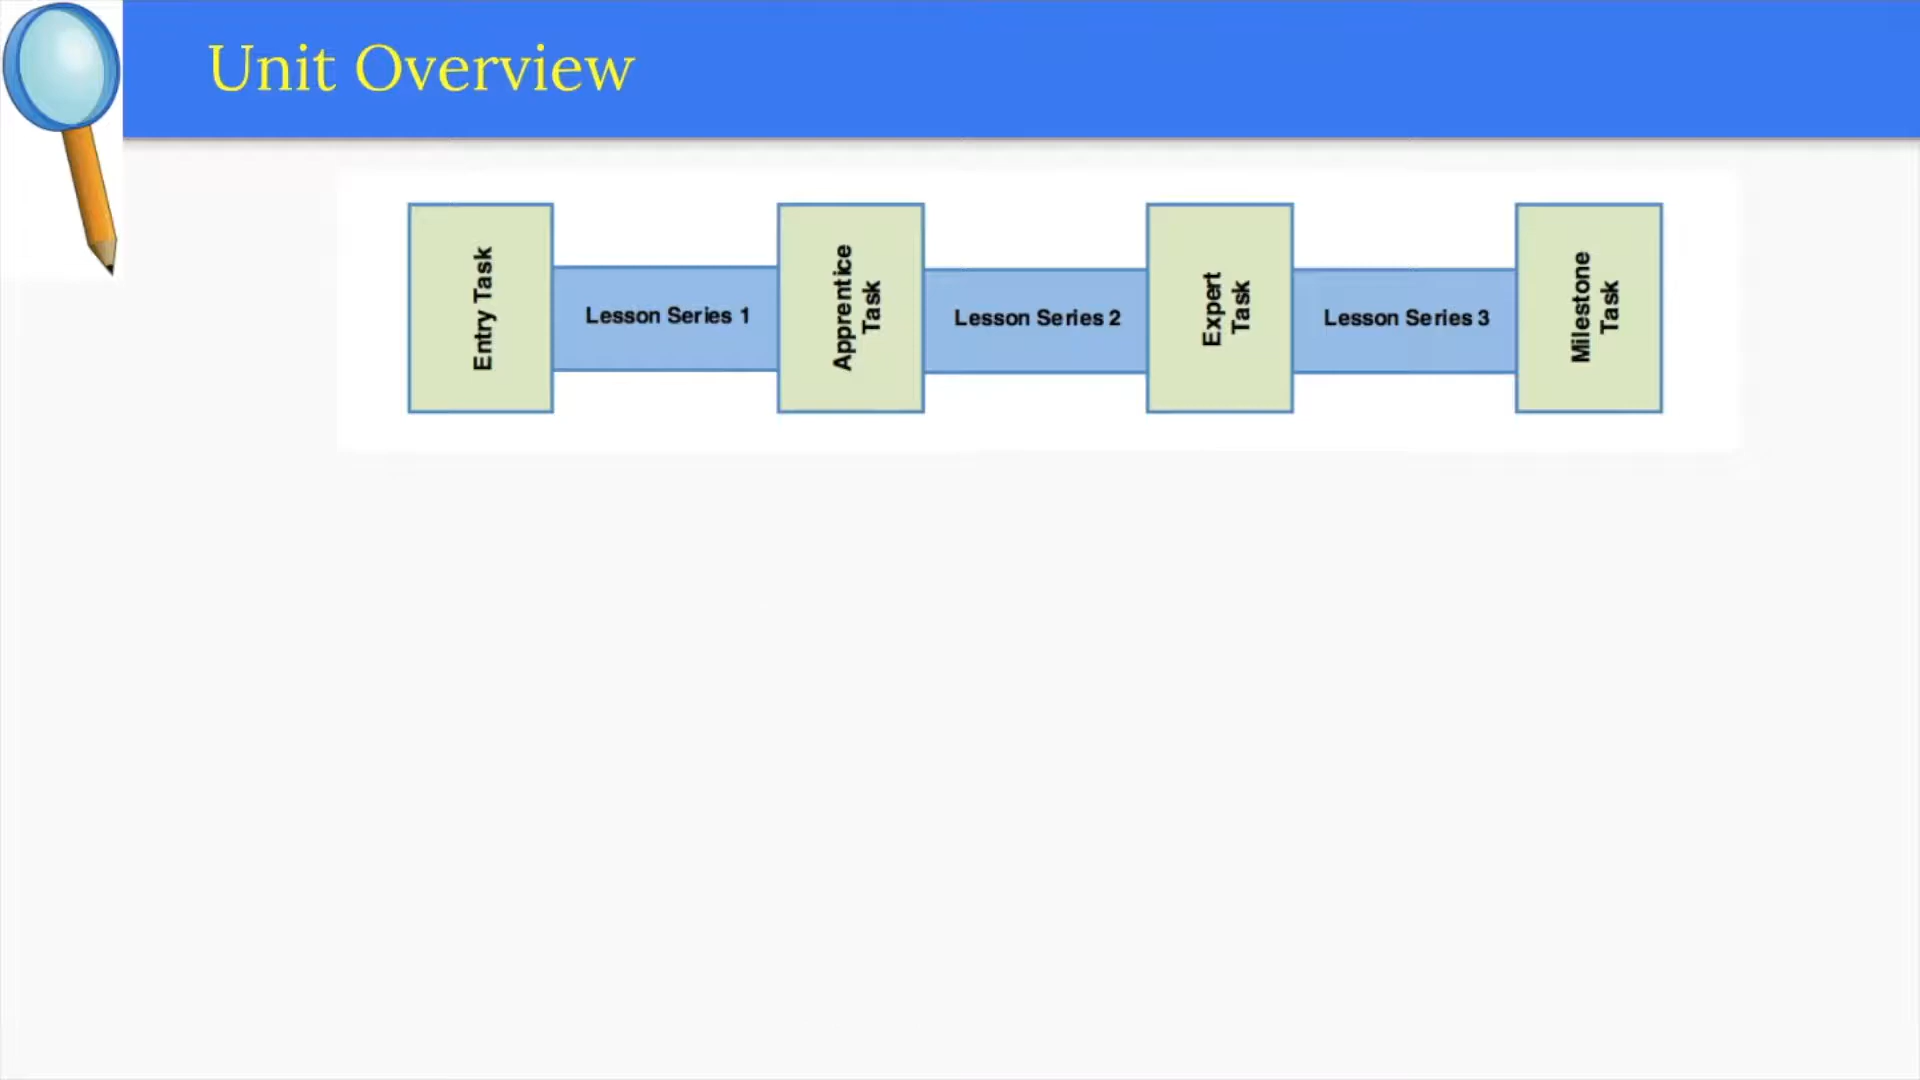 Unit Overview
Entry Task
Lesson Series 1
Apprentice
Task
Lesson Series 2
Expert
Task
Lesson Series 3
Milestone
Task